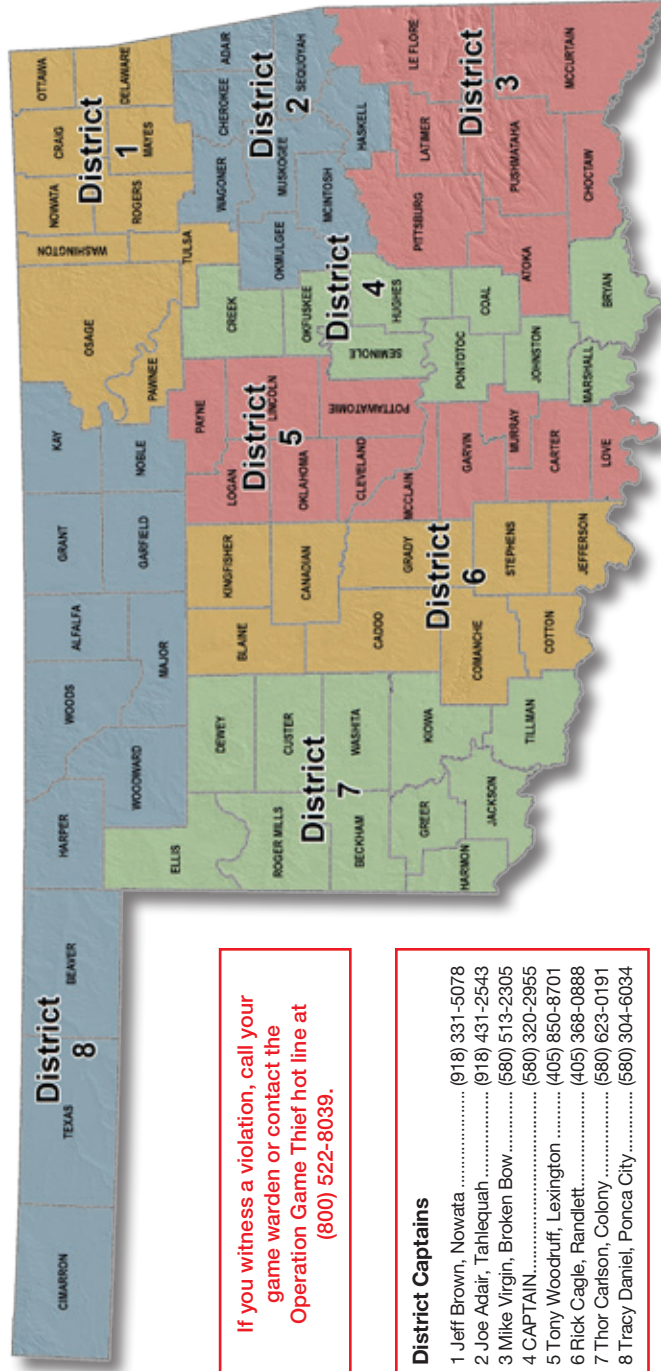 CIMARRON
TEXAS
BEAVER
District
8
HARPER
WOODS
ALFALFA
GRANT
KAY
WOODWARD
MAJOR
GARFIELD
NOBLE
OSAGE
PAWNEE
WASHINGTON
NOWATA
CRAIG
OTTAWA
ROGERS
MAYES
DELAWARE
TULSA
District
1
ELLIS
DEWEY
ROGER MILLS
CUSTER
BECKHAM
WASHITA
GREER
KIOWA
HARMON
JACKSON
TILLMAN
District
7
BLAINE
KINGFISHER
CANADIAN
CADDO
GRADY
COMANCHE
STEPHENS
COTTON
JEFFERSON
District
6
LOGAN
PAYNE
LINCOLN
OKLAHOMA
CLEVELAND
POTTAWATOMIE
MCCLAIN
GARVIN
MURRAY
CARTER
LOVE
District
5
CREEK
OKFUSKEE
SEMINOLE
HUGHES
PONTOTOC
COAL
JOHNSTON
MARSHALL
BRYAN
District
4
WAGONER
CHEROKEE
ADAIR
OKMULGEE
MUSKOGEE
SEQUOYAH
MCINTOSH
HASKELL
District
2
PITTSBURG
LATIMER
LE FLORE
ATOKA
PUSHMATAHA
MCCURTAIN
CHOCTAW
District
3
If you witness a violation, call your
game warden or contact the
Operation Game Thief hot line at
(800) 522-8039.
District Captains
1 Jeff Brown, Nowata ..................... (918) 331-5078
2 Joe Adair, Tahlequah ................... (918) 431-2543
3 Mike Virgin, Broken Bow ............ (580) 513-2305
4 CAPTAIN ..................................... (580) 320-2955
5 Tony Woodruff, Lexington .......... (405) 850-8701
6 Rick Cagle, Randlett ................... (405) 368-0888
7 Thor Carlson, Colony .................. (580) 623-0191
8 Tracy Daniel, Ponca City ............. (580) 304-6034